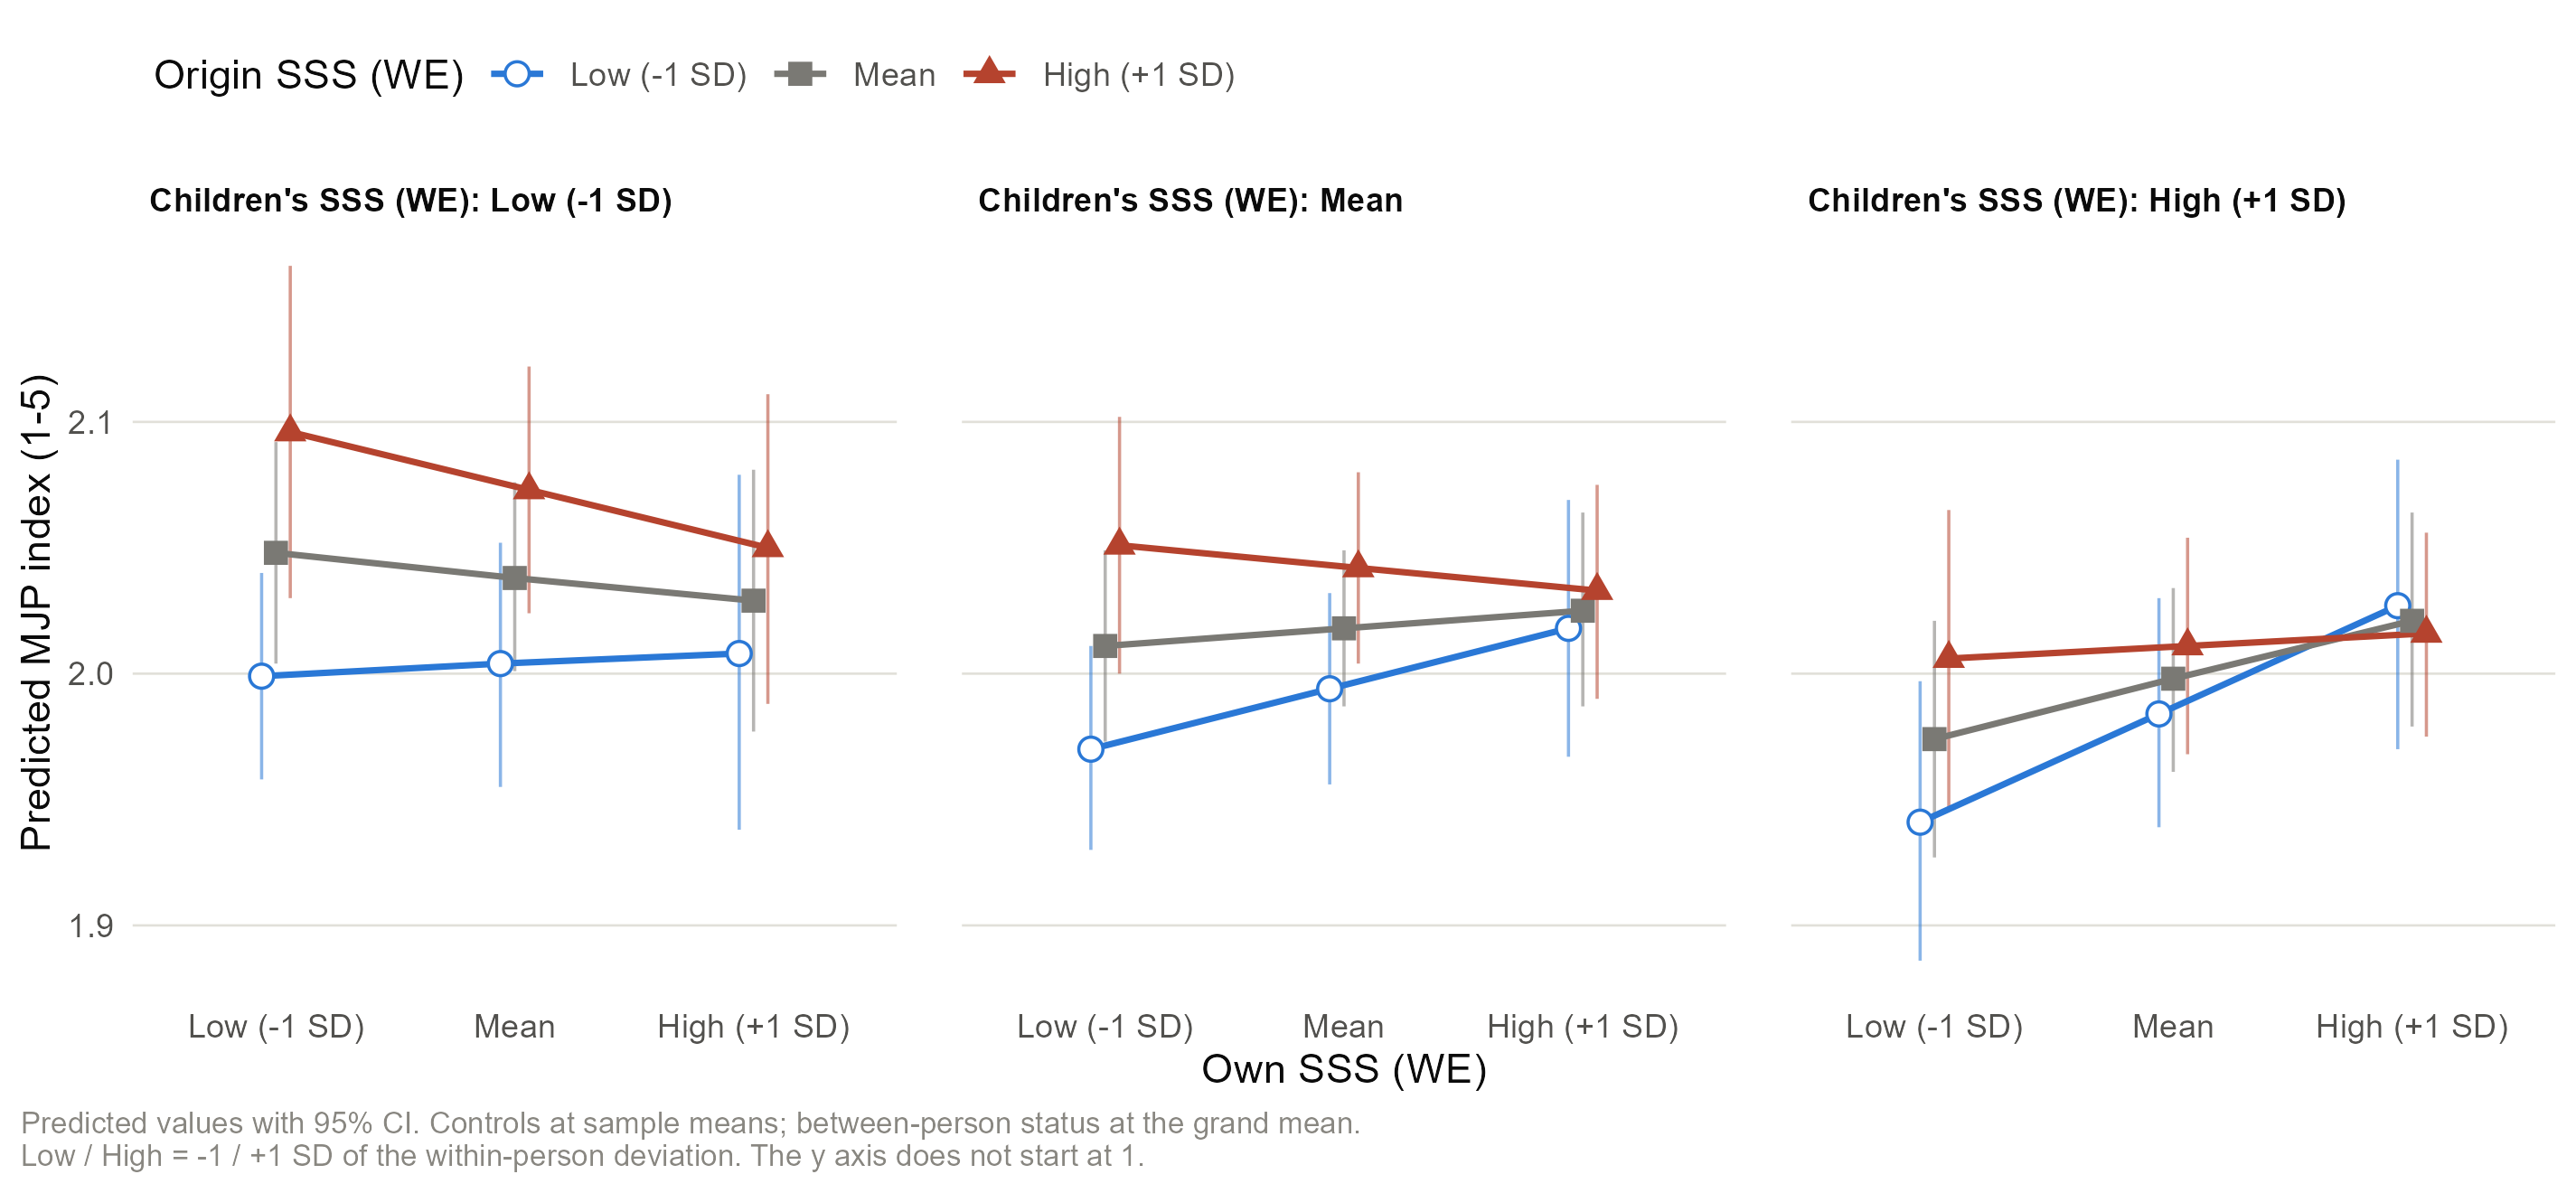 Origin SSS (WE) Low (-1 SD) Mean High (+1 SD)
Children's SSS (WE): Low (-1 SD) Children's SSS (WE): Mean Children's SSS (WE): High (+1 SD)
Predicted MJP index (1-5)
2.1
2.0
1.9
Low (-1 SD) Mean High (+1 SD) Low (-1 SD) Mean High (+1 SD) Low (-1 SD) Mean High (+1 SD)
Own SSS (WE)
Predicted values with 95% CI. Controls at sample means; between-person status at the grand mean.
Low / High = -1 / +1 SD of the within-person deviation. The y axis does not start at 1.